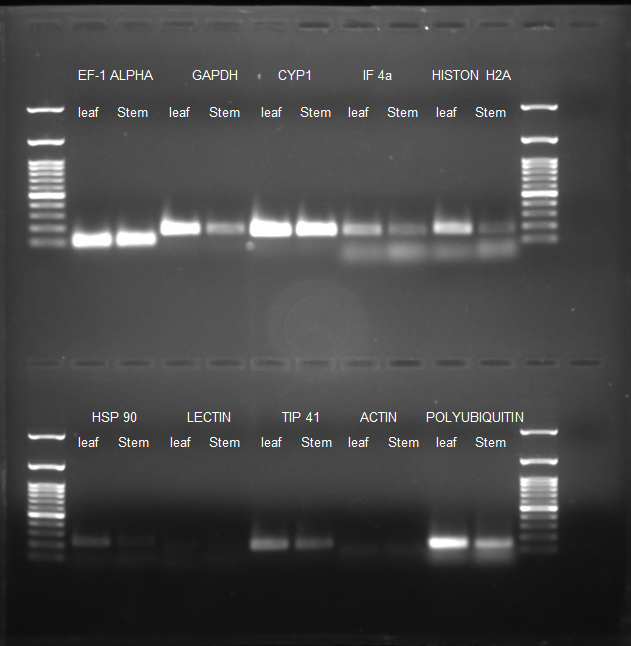 EF-1 ALPHA GAPDH CYP1 IF 4a HISTON H2A
leaf Stem leaf Stem leaf Stem leaf Stem leaf Stem
HSP 90 LECTIN TIP 41 ACTIN POLYUBIQUITIN
leaf Stem leaf Stem leaf Stem leaf Stem leaf Stem